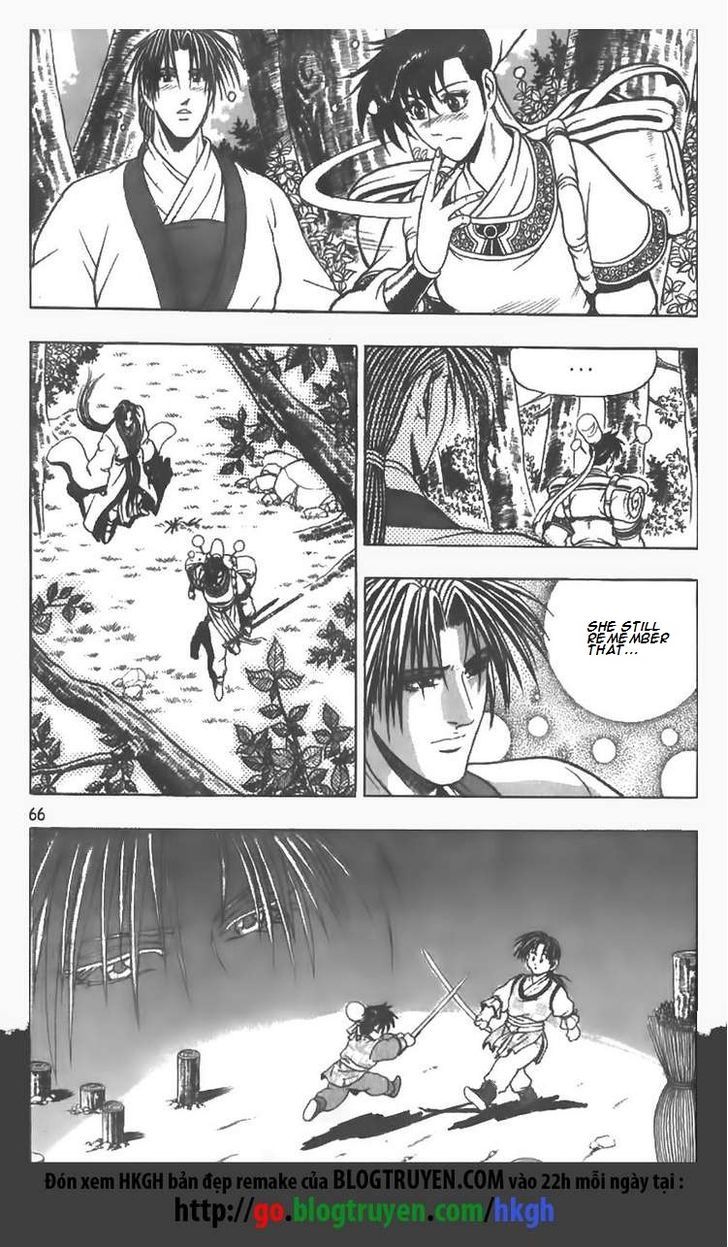 ...
SHE STILL
REMEMBER
THAT...
66
Đón xem HKGH bản đẹp remake của BLOGTRUYEN.COM vào 22h mỗi ngày tại :
http://go.blogtruyen.com/hkgh